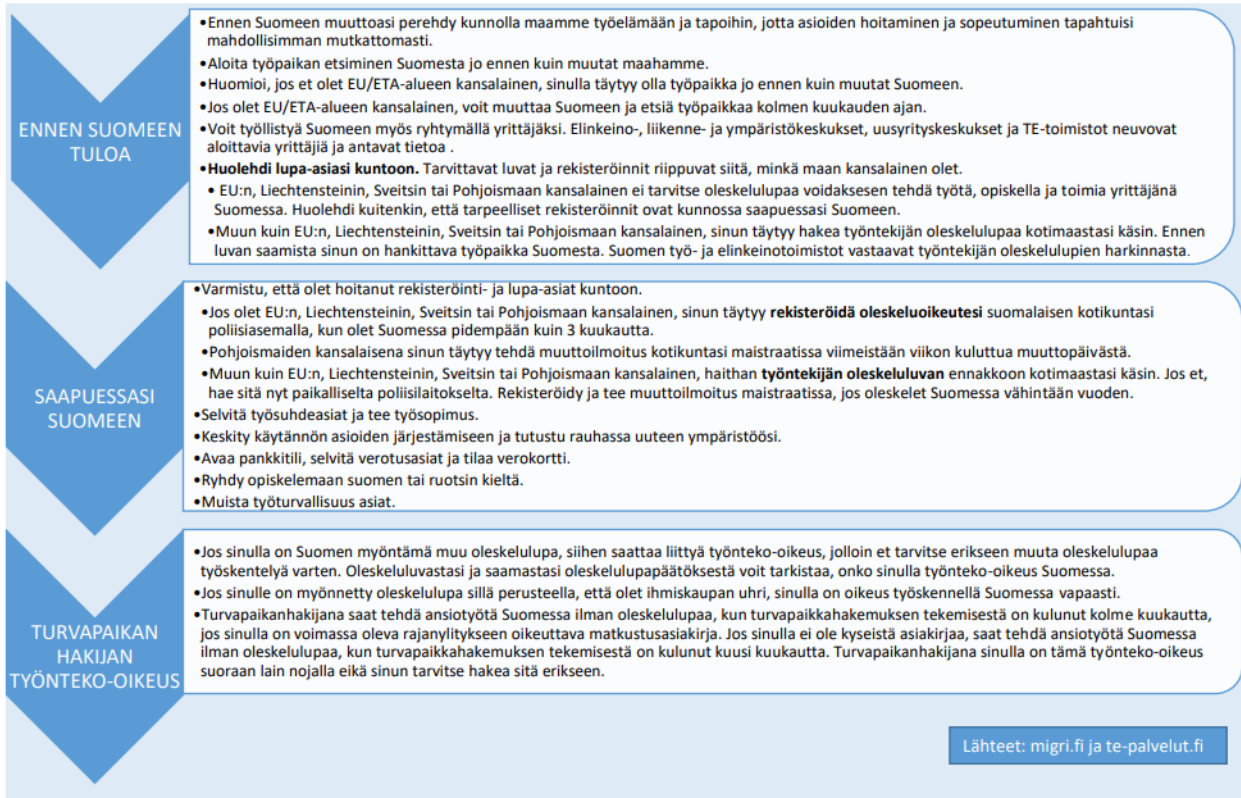 ENNEN SUOMEEN
TULOA
•Ennen Suomeen muuttoasi perehdy kunnolla maamme työelämään ja tapoihin, jotta asioiden hoitaminen ja sopeutuminen tapahtuisi
mahdollisimman mutkattomasti.
•Aloita työpaikan etsiminen Suomesta jo ennen kuin muutat maahamme.
•Huomioi, jos et olet EU/ETA-alueen kansalainen, sinulla täytyy olla työpaikka jo ennen kuin muutat Suomeen.
•Jos olet EU/ETA-alueen kansalainen, voit muuttaa Suomeen ja etsiä työpaikkaa kolmen kuukauden ajan.
•Voit työllistyä Suomeen myös ryhtymällä yrittäjäksi. Elinkeino-, liikenne- ja ympäristökeskukset, uusyrityskeskukset ja TE-toimistot neuvovat
aloittavia yrittäjiä ja antavat tietoa .
•Huolehdi lupa-asiasi kuntoon. Tarvittavat luvat ja rekisteröinnit riippuvat siitä, minkä maan kansalainen olet.
• EU:n, Liechtensteinin, Sveitsin tai Pohjoismaan kansalainen ei tarvitse oleskelulupaa voidaksesen tehdä työtä, opiskella ja toimia yrittäjänä
Suomessa. Huolehdi kuitenkin, että tarpeelliset rekisteröinnit ovat kunnossa saapuessasi Suomeen.
•Muun kuin EU:n, Liechtensteinin, Sveitsin tai Pohjoismaan kansalainen, sinun täytyy hakea työntekijän oleskelulupaa kotimaastasi käsin. Ennen
luvan saamista sinun on hankittava työpaikka Suomesta. Suomen työ- ja elinkeinotoimistot vastaavat työntekijän oleskelulupien harkinnasta.
SAAPUESSASI
SUOMEEN
•Varmistu, että olet hoitanut rekisteröinti- ja lupa-asiat kuntoon.
•Jos olet EU:n, Liechtensteinin, Sveitsin tai Pohjoismaan kansalainen, sinun täytyy rekisteröidä oleskeluoikeutesi suomalaisen kotikuntasi
poliisiasemalla, kun olet Suomessa pidempään kuin 3 kuukautta.
•Pohjoismaiden kansalaisena sinun täytyy tehdä muuttoilmoitus kotikuntasi maistraatissa viimeistään viikon kuluttua muuttopäivästä.
•Muun kuin EU:n, Liechtensteinin, Sveitsin tai Pohjoismaan kansalainen, haithan työntekijän oleskeluluvan ennakkoon kotimaastasi käsin. Jos et,
hae sitä nyt paikalliselta poliisilaitokselta. Rekisteröidy ja tee muuttoilmoitus maistraatissa, jos oleskelet Suomessa vähintään vuoden.
•Selvitä työsuhdeasiat ja tee työsopimus.
•Keskity käytännön asioiden järjestämiseen ja tutustu rauhassa uuteen ympäristöösi.
•Avaa pankkitili, selvitä verotusasiat ja tilaa verokortti.
•Ryhdy opiskelemaan suomen tai ruotsin kieltä.
•Muista työturvallisuus asiat.
TURVAPAIKAN
HAKIJAN
TYÖNTEKO-OIKEUS
•Jos sinulla on Suomen myöntämä muu oleskelulupa, siihen saattaa liittyä työnteko-oikeus, jolloin et tarvitse erikseen muuta oleskelulupaa
työskentelyä varten. Oleskeluluvastasi ja saamastasi oleskelulupapäätöksestä voit tarkistaa, onko sinulla työnteko-oikeus Suomessa.
•Jos sinulle on myönnetty oleskelulupa sillä perusteella, että olet ihmiskaupan uhri, sinulla on oikeus työskennellä Suomessa vapaasti.
•Turvapaikanhakijana saat tehdä ansiotyötä Suomessa ilman oleskelulupaa, kun turvapaikkahakemuksen tekemisestä on kulunut kolme kuukautta,
jos sinulla on voimassa oleva rajanylitykseen oikeuttava matkustusasiakirja. Jos sinulla ei ole kyseistä asiakirjaa, saat tehdä ansiotyötä Suomessa
ilman oleskelulupaa, kun turvapaikkahakemuksen tekemisestä on kulunut kuusi kuukautta. Turvapaikanhakijana sinulla on tämä työnteko-oikeus
suoraan lain nojalla eikä sinun tarvitse hakea sitä erikseen.
Lähteet: migri.fi ja te-palvelut.fi